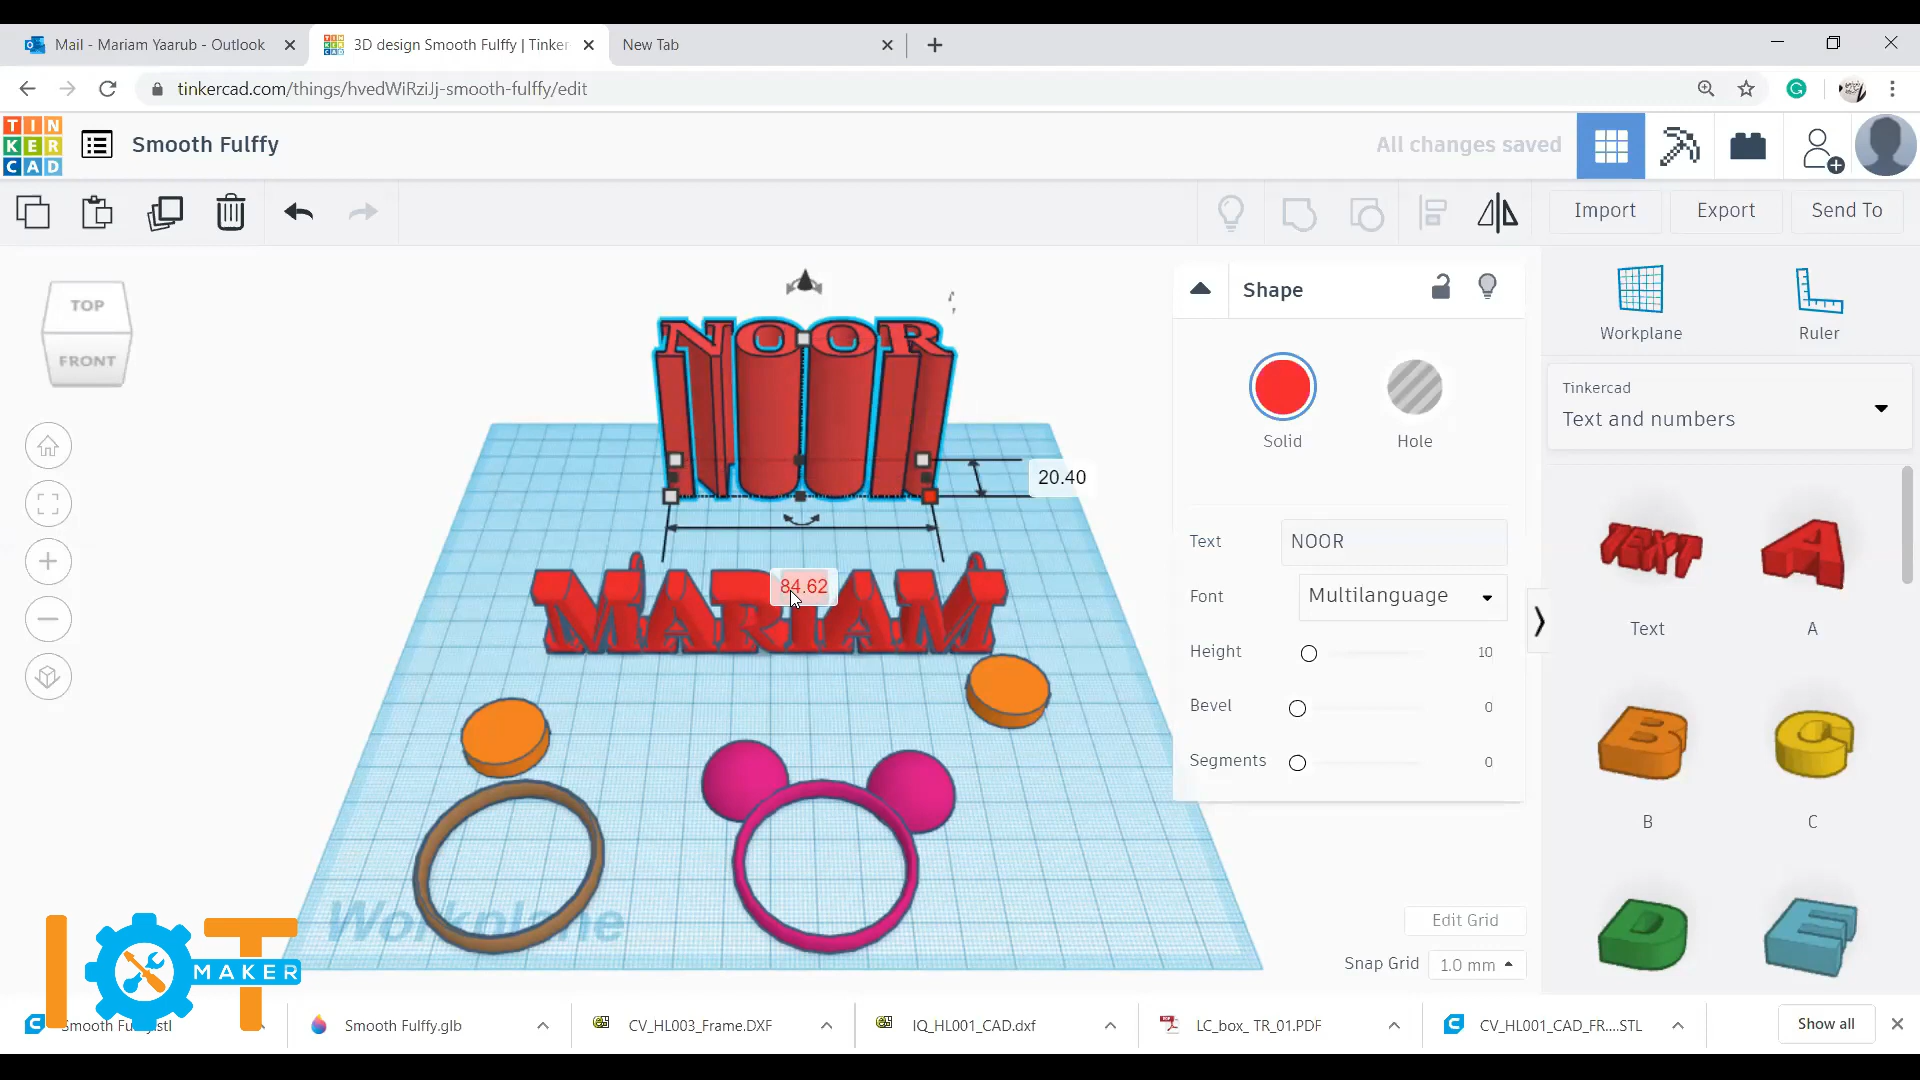 Mail - Mariam Yaarub - Outlook
3D design Smooth Fulffy | Tinker
New Tab
tinkercad.com/things/hvedWiRziJj-smooth-fulffy/edit
TIN
KER
CAD
Smooth Fulffy
All changes saved
Import
Export
Send To
TOP
FRONT
NOOR
20.40
84.62
MARIAM
Workplane
Shape
Solid
Hole
Text
NOOR
Font
Multilanguage
Height
10
Bevel
0
Segments
0
Edit Grid
Snap Grid
1.0 mm
Workplane
Ruler
Tinkercad
Text and numbers
TEXT
A
Text
A
B
C
B
C
D
E
IOT
MAKER
Smooth Fulffy.glb
CV_HL003_Frame.DXF
IQ_HL001_CAD.dxf
LC_box_ TR_01.PDF
CV_HL001_CAD_FR....STL
Show all